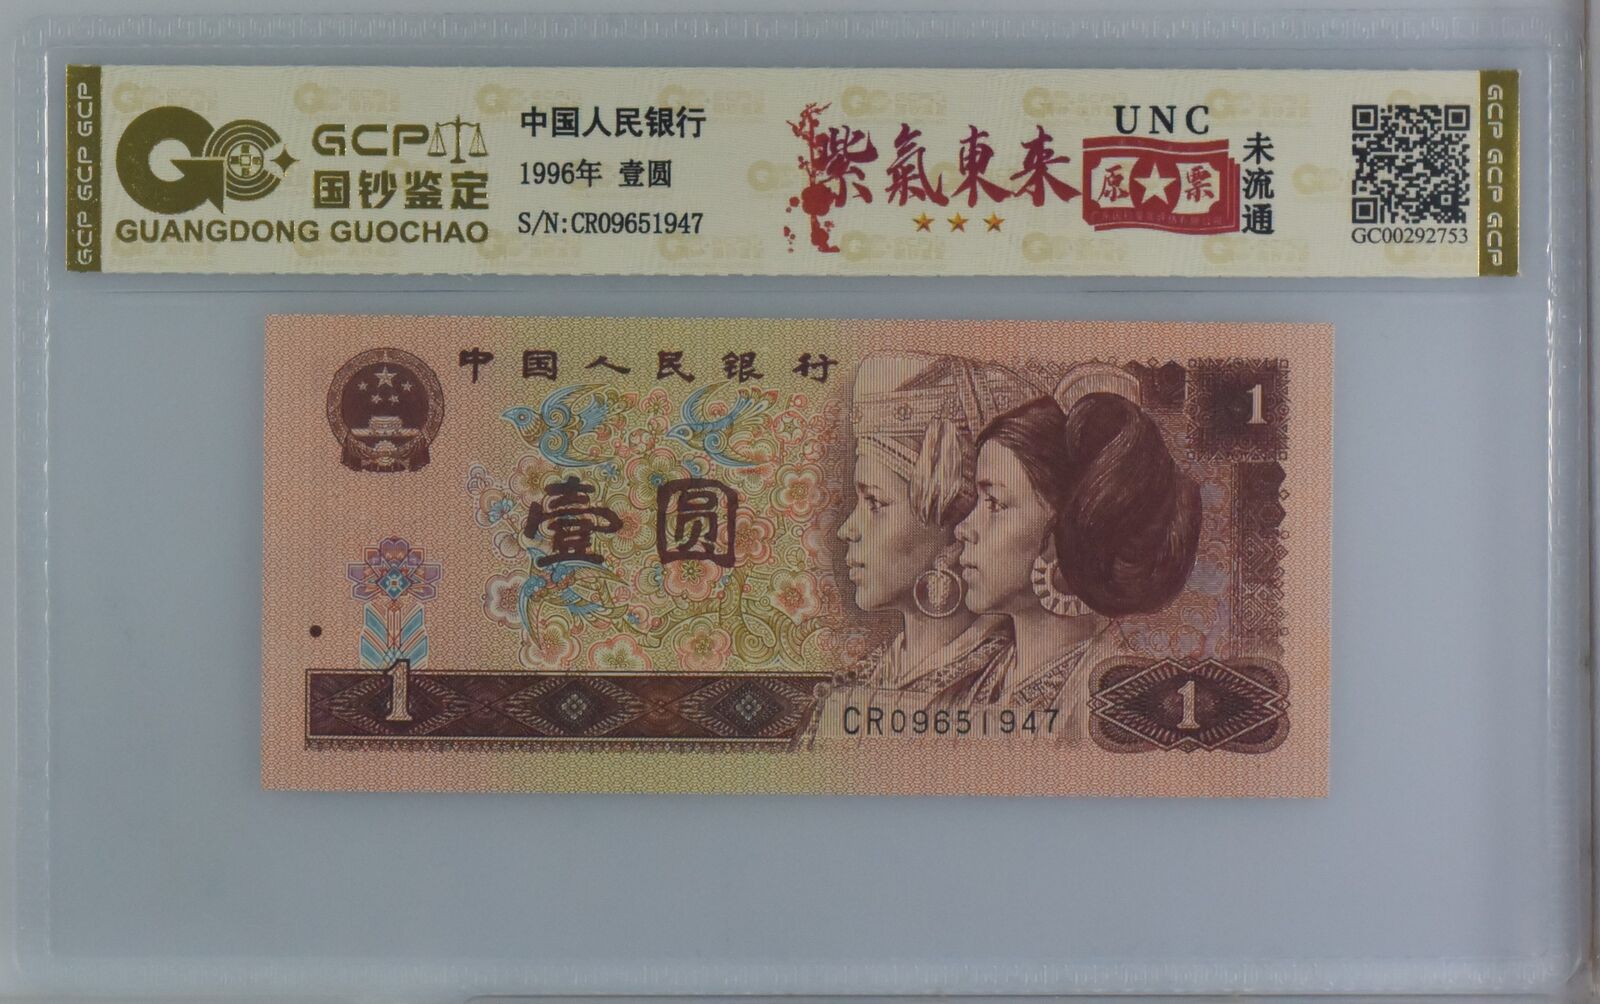 GCP GCP GCP
GCP
国钞鉴定
GUANGDONG GUOCHAO
中国人民银行
1996年 壹圆
S/N:CR09651947
紫氣東来
UNC
原★票
未流通
GC00292753
GCP GCP GCP
中国人民银行
1
壹圆
1
CR09651947
1